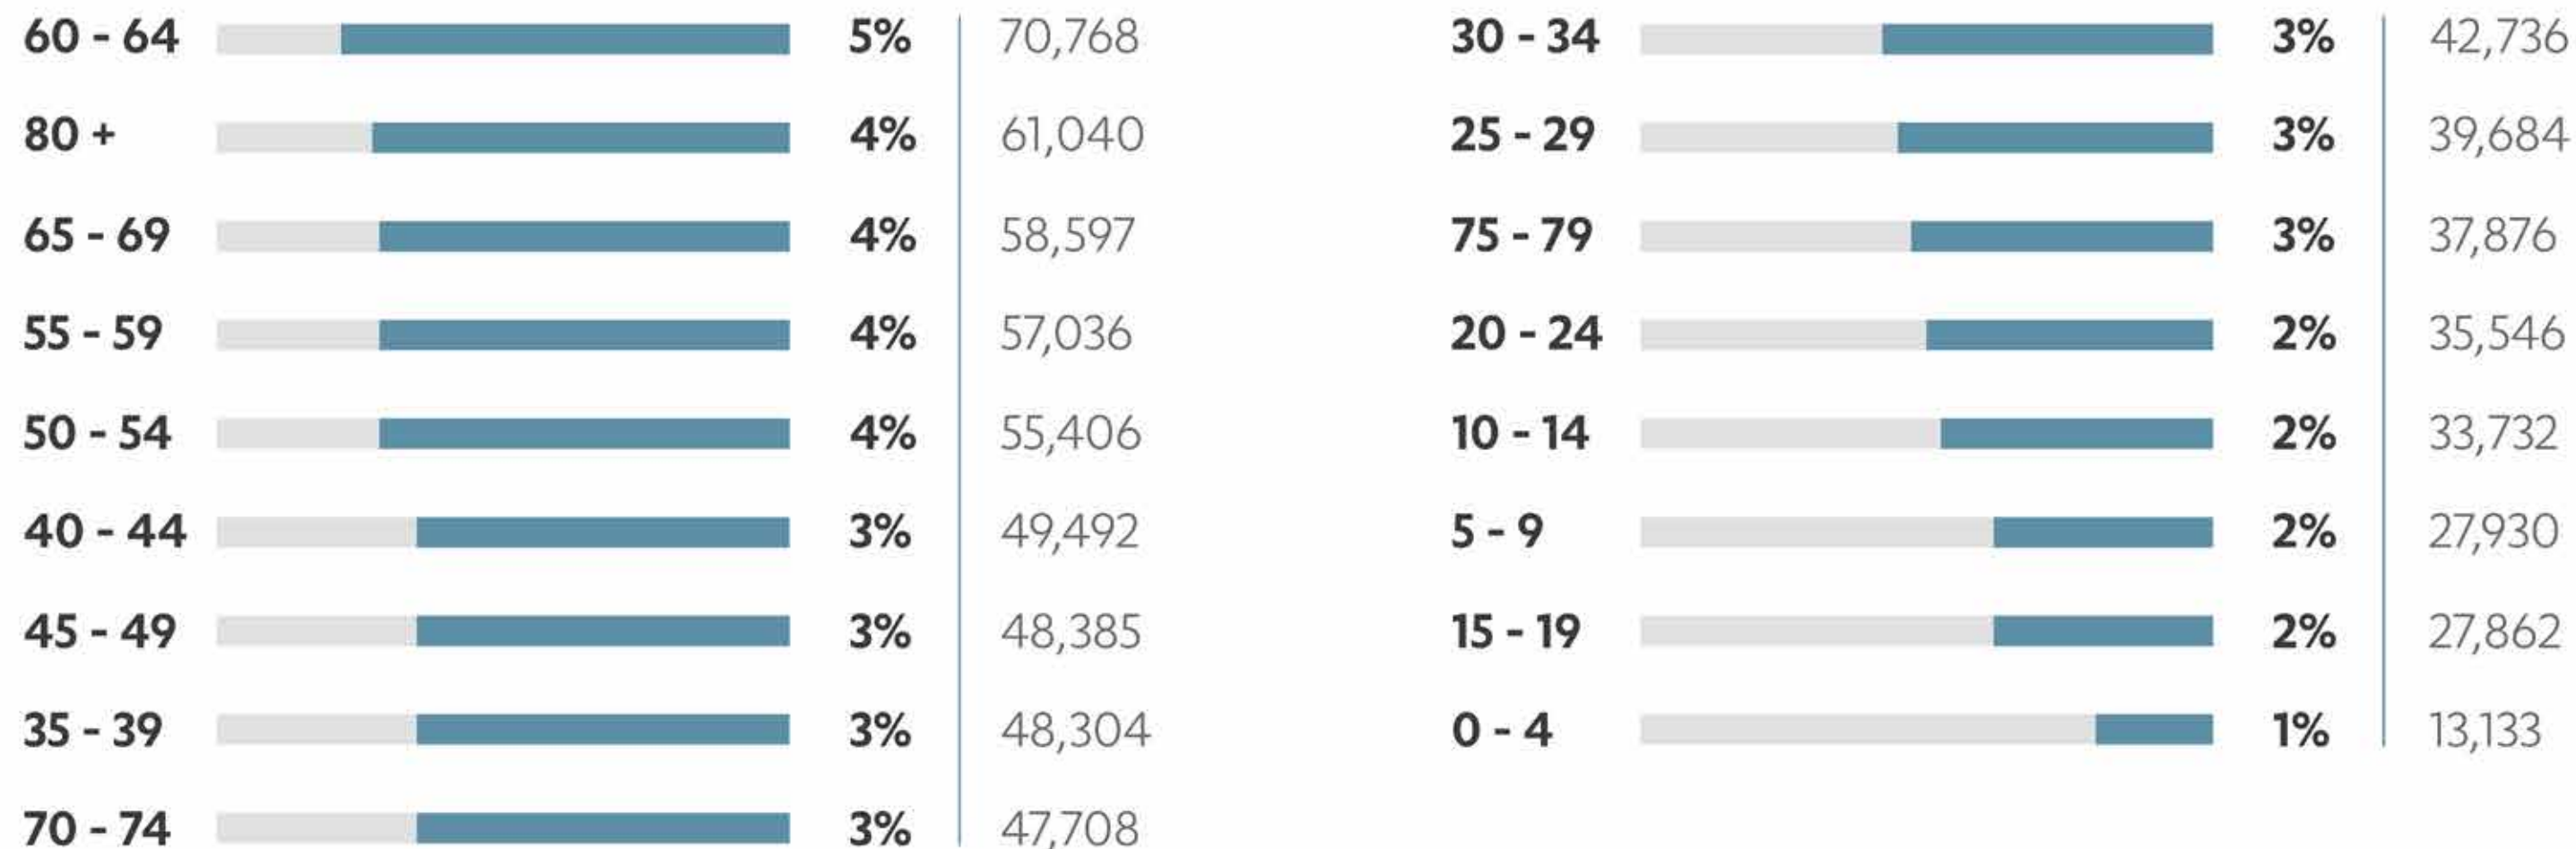 60 - 64 5% 70,768
80 + 4% 61,040
65 - 69 4% 58,597
55 - 59 4% 57,036
50 - 54 4% 55,406
40 - 44 3% 49,492
45 - 49 3% 48,385
35 - 39 3% 48,304
70 - 74 3% 47,708
30 - 34 3% 42,736
25 - 29 3% 39,684
75 - 79 3% 37,876
20 - 24 2% 35,546
10 - 14 2% 33,732
5 - 9 2% 27,930
15 - 19 2% 27,862
0 - 4 1% 13,133